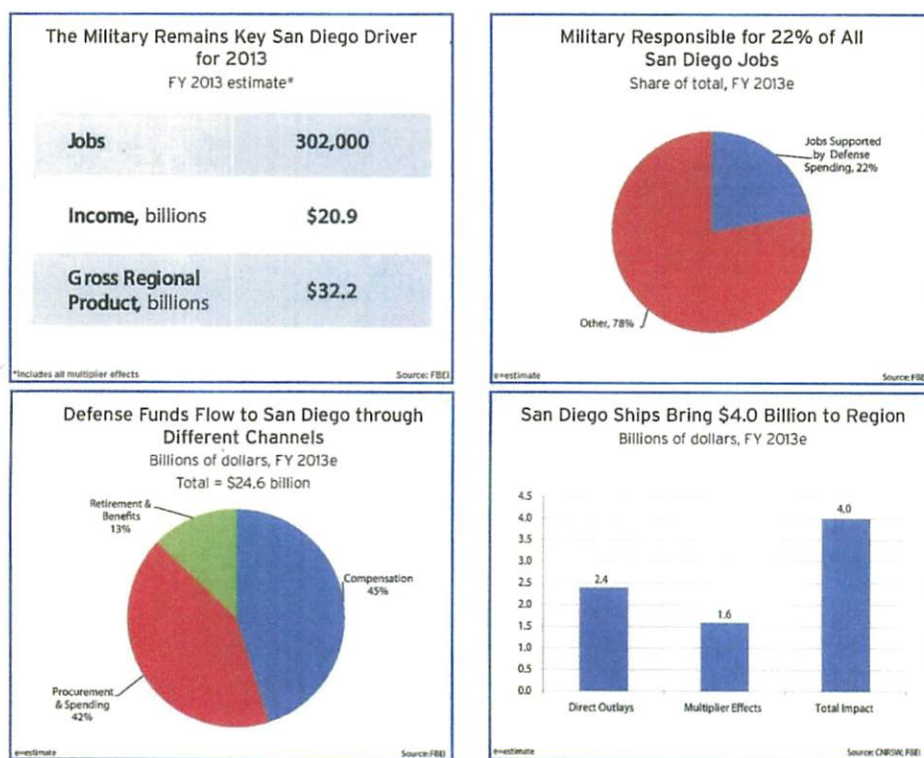 The Military Remains Key San Diego Driver
for 2013
FY 2013 estimate*
Jobs 302,000
Income, billions $20.9
Gross Regional
Product, billions $32.2
*Includes all multiplier effects
Source: FBEI
Military Responsible for 22% of All
San Diego Jobs
Share of total, FY 2013e
Jobs Supported
by Defense
Spending, 22%
Other, 78%
e=estimate
Source: FBEI
Defense Funds Flow to San Diego through
Different Channels
Billions of dollars, FY 2013e
Total = $24.6 billion
Retirement &
Benefits
13%
Compensation
45%
Procurement
& Spending
42%
e=estimate
Source: FBEI
San Diego Ships Bring $4.0 Billion to Region
Billions of dollars, FY 2013e
4.5
4.0
3.5
3.0
2.5
2.0
1.5
1.0
0.5
0.0
2.4
1.6
4.0
Direct Outlays
Multiplier Effects
Total Impact
e=estimate
Source: CNRSW, FBEI